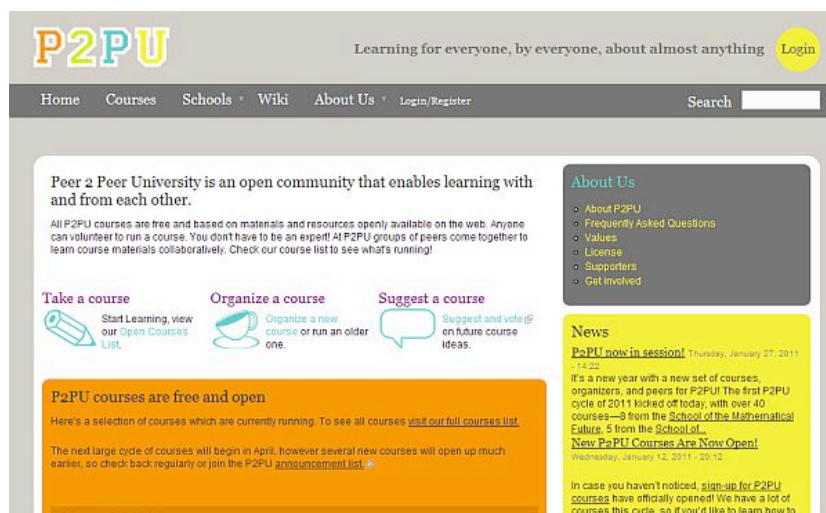 P2PU
Learning for everyone, by everyone, about almost anything
Login
Home Courses Schools Wiki About Us Login/Register
Search
Peer 2 Peer University is an open community that enables learning with
and from each other.
All P2PU courses are free and based on materials and resources openly available on the web. Anyone
can volunteer to run a course. You don't have to be an expert! At P2PU groups of peers come together to
learn course materials collaboratively. Check our course list to see what's running!
Take a course
Start Learning, view
our Open Courses
List.
Organize a course
Organize a new
course or run an older
one.
Suggest a course
Suggest and vote
on future course
ideas.
P2PU courses are free and open
Here's a selection of courses which are currently running. To see all courses visit our full courses list.
The next large cycle of courses will begin in April, however several new courses will open up much
earlier, so check back regularly or join the P2PU announcement list.
About Us
About P2PU
Frequently Asked Questions
Values
License
Supporters
Get involved
News
P2PU now in session! Thursday, January 27, 2011
- 14:22
It's a new year with a new set of courses,
organizers, and peers for P2PU! The first P2PU
cycle of 2011 kicked off today, with over 40
courses—8 from the School of the Mathematical
Future, 5 from the School of...
New P2PU Courses Are Now Open!
Wednesday, January 12, 2011 - 20:12
In case you haven't noticed, sign-up for P2PU
courses have officially opened! We have a lot of
courses this cycle, so if you'd like to learn how to